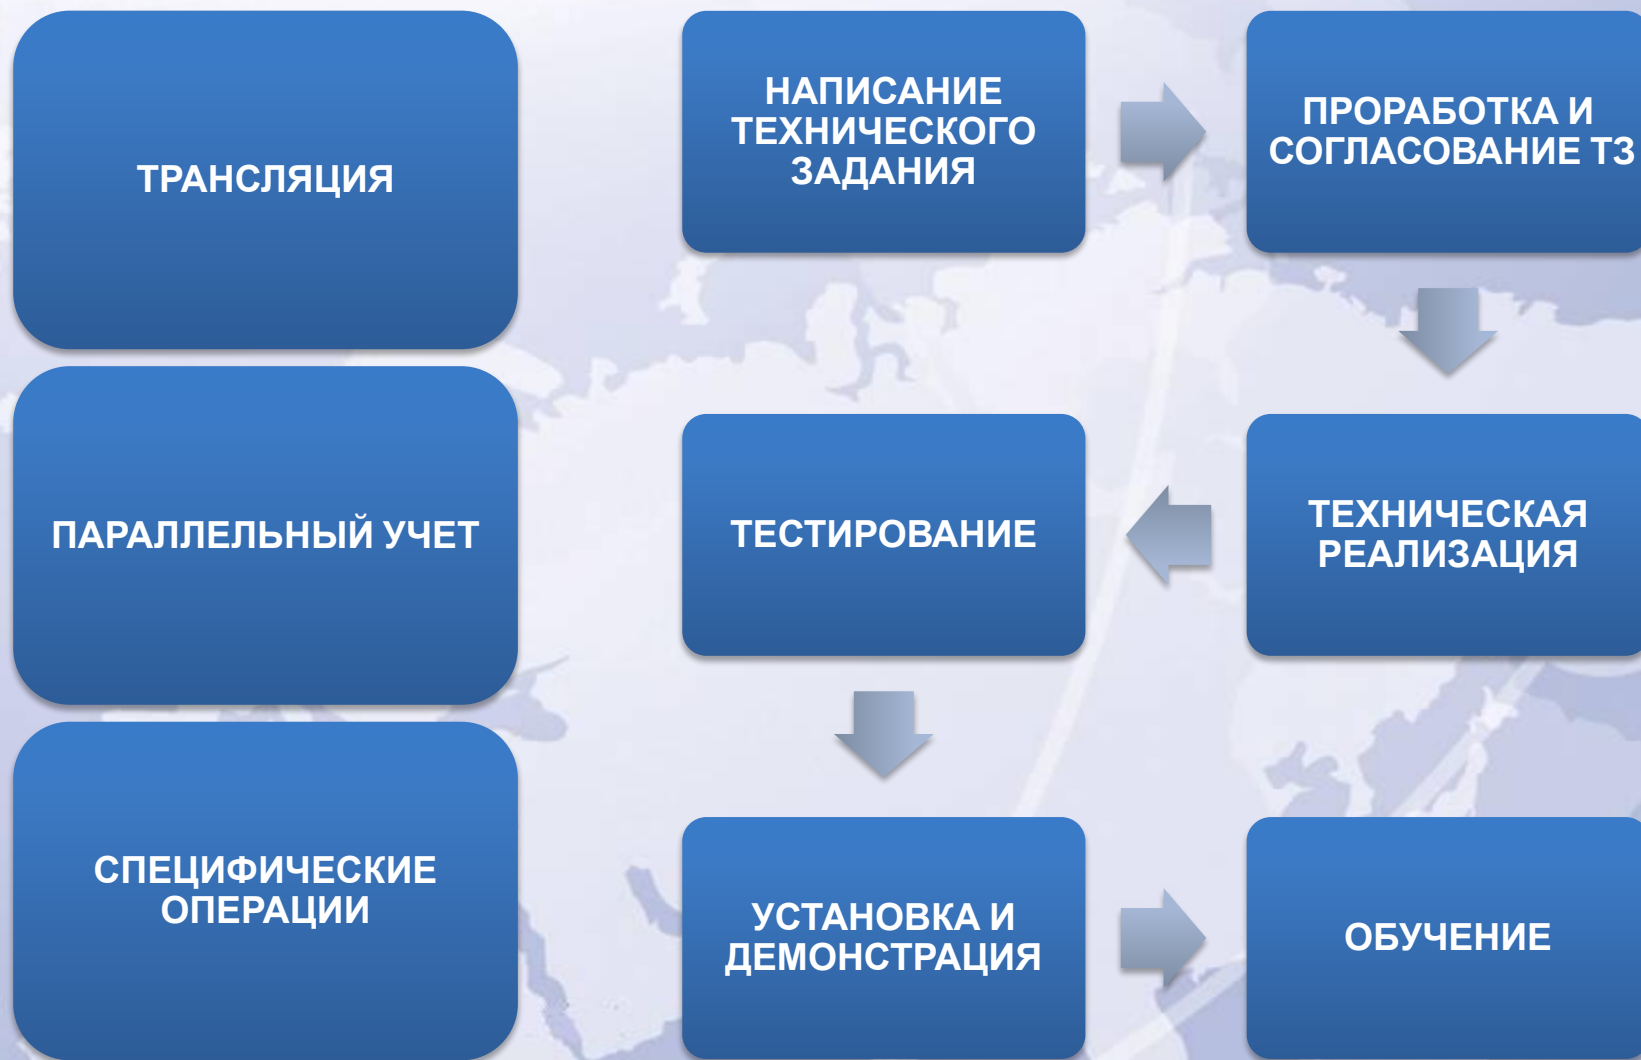 ТРАНСЛЯЦИЯ
ПАРАЛЛЕЛЬНЫЙ УЧЕТ
СПЕЦИФИЧЕСКИЕ
ОПЕРАЦИИ
НАПИСАНИЕ
ТЕХНИЧЕСКОГО
ЗАДАНИЯ
ПРОРАБОТКА И
СОГЛАСОВАНИЕ ТЗ
ТЕХНИЧЕСКАЯ
РЕАЛИЗАЦИЯ
ТЕСТИРОВАНИЕ
УСТАНОВКА И
ДЕМОНСТРАЦИЯ
ОБУЧЕНИЕ